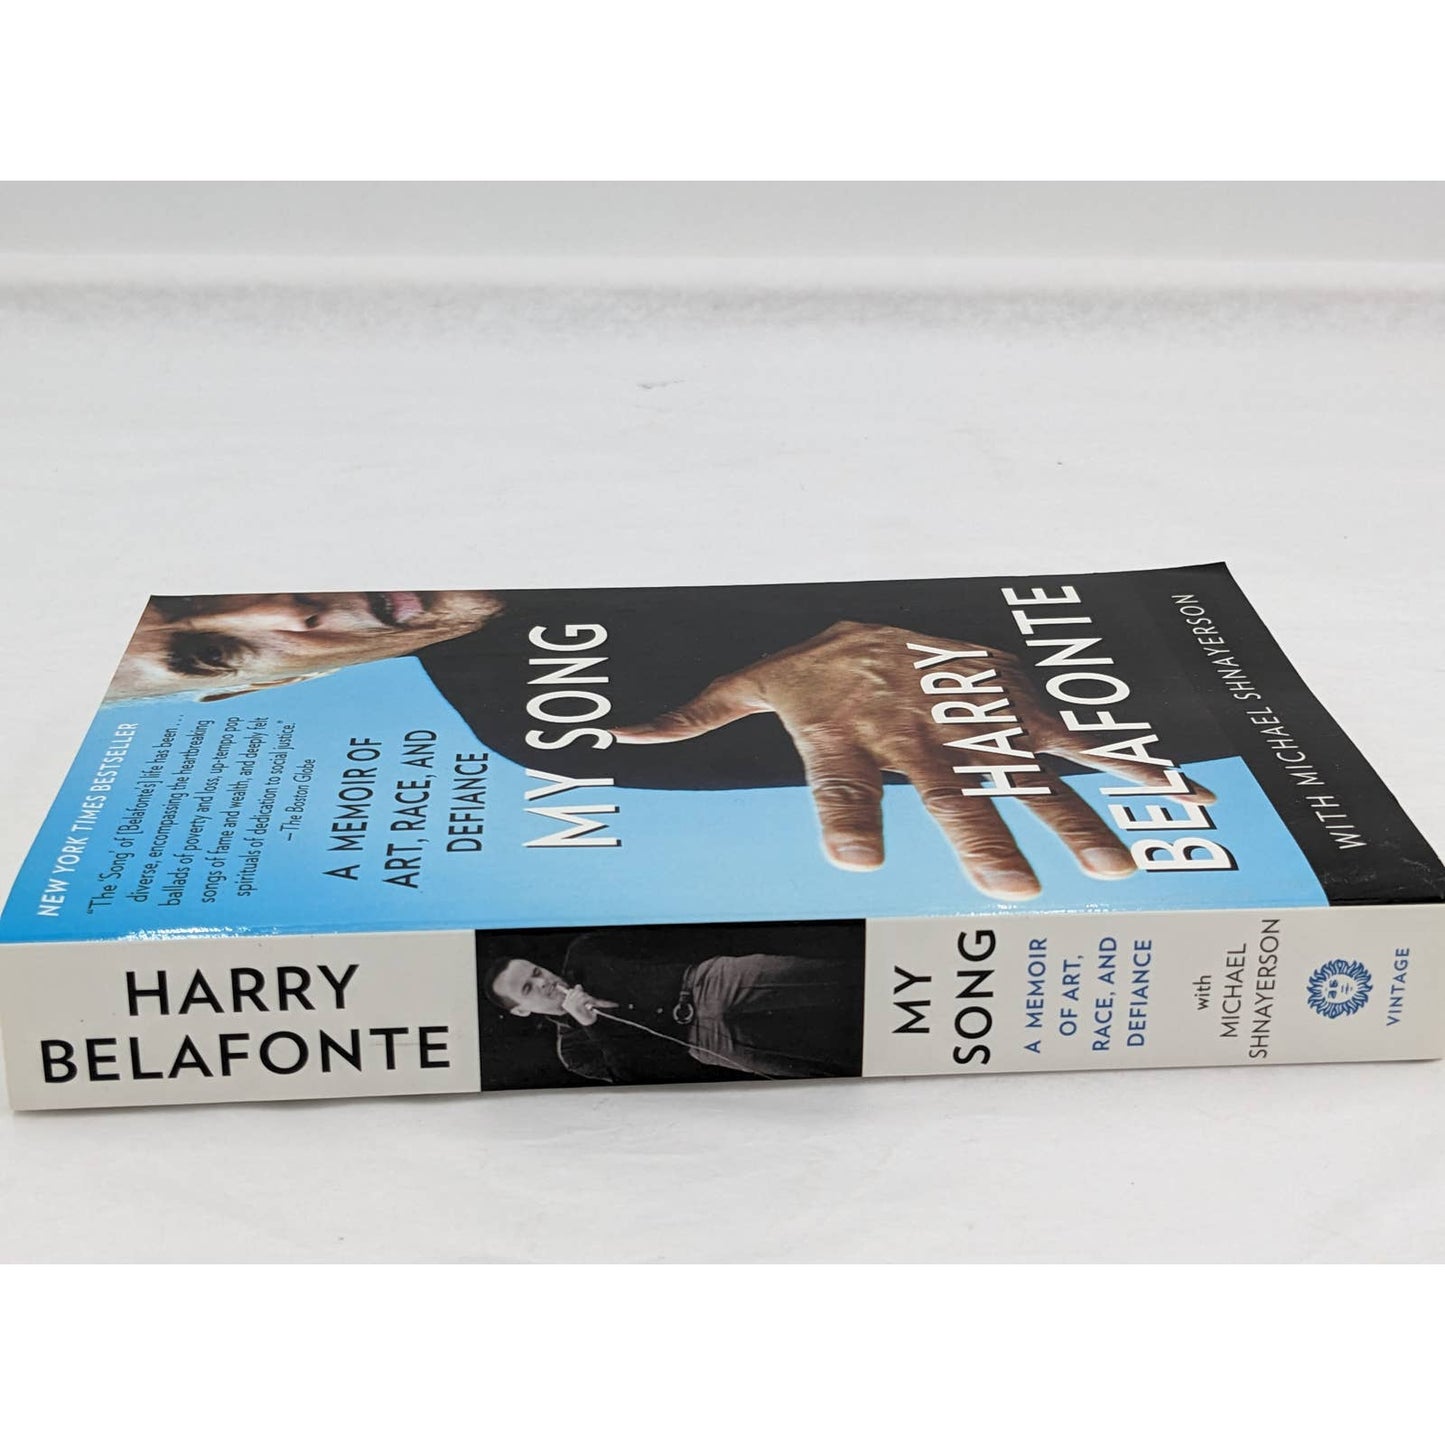 NEW YORK TIMES BESTSELLER
“The ‘Song’ of [Belafonte’s] life has been . . .
diverse, encompassing the heartbreaking
ballads of poverty and loss, up-tempo pop
songs of fame and wealth, and deeply felt
spirituals of dedication to social justice.”
—The Boston Globe
A MEMOIR OF
ART, RACE, AND
DEFIANCE
MY SONG
HARRY
BELAFONTE
WITH MICHAEL SHNAYERSON
HARRY
BELAFONTE
MY
SONG
A MEMOIR
OF ART,
RACE, AND
DEFIANCE
with
MICHAEL
SHNAYERSON
VINTAGE